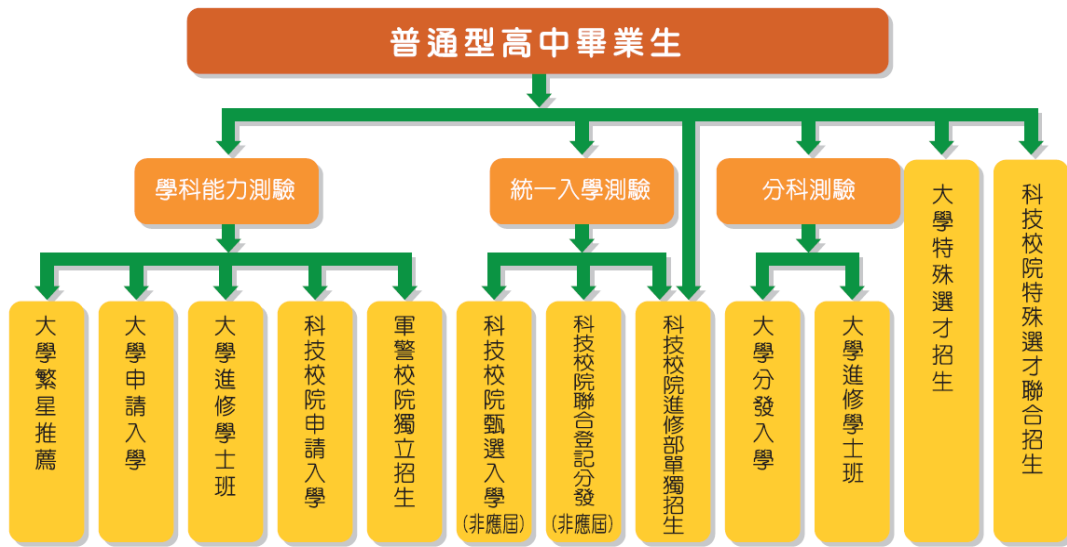 普通型高中畢業生
學科能力測驗
統一入學測驗
分科測驗
大學特殊選才招生
科技校院特殊選才聯合招生
大學繁星推薦
大學申請入學
大學進修學士班
科技校院申請入學
軍警校院獨立招生
科技校院甄選入學
(非應屆)
科技校院聯合登記分發
(非應屆)
科技校院進修部單獨招生
大學分發入學
大學進修學士班